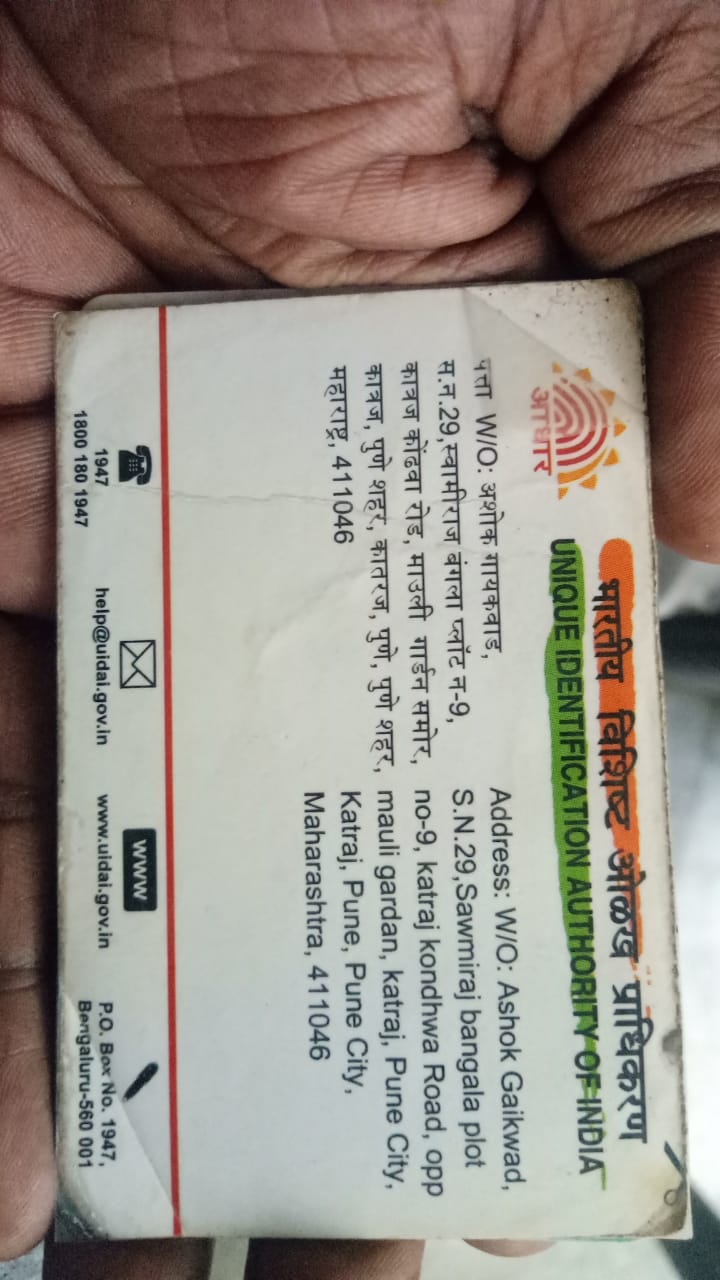 भारतीय विशिष्ट ओळख प्राधिकरण
UNIQUE IDENTIFICATION AUTHORITY OF INDIA
आधार
पत्ता W/O: अशोक गायकवाड,
स.न.29,स्वामीराज बंगला प्लॉट न-9,
कात्रज कोंढवा रोड, माउली गार्डन समोर,
कात्रज, पुणे शहर, कातरज, पुणे, पुणे शहर,
महाराष्ट्र, 411046
Address: W/O: Ashok Gaikwad,
S.N.29,Sawmiraj bangala plot
no-9, katraj kondhwa Road, opp
mauli gardan, katraj, Pune City,
Katraj, Pune, Pune City,
Maharashtra, 411046
1947
1800 180 1947
help@uidai.gov.in
www
www.uidai.gov.in
P.O. Box No. 1947,
Bengaluru-560 001